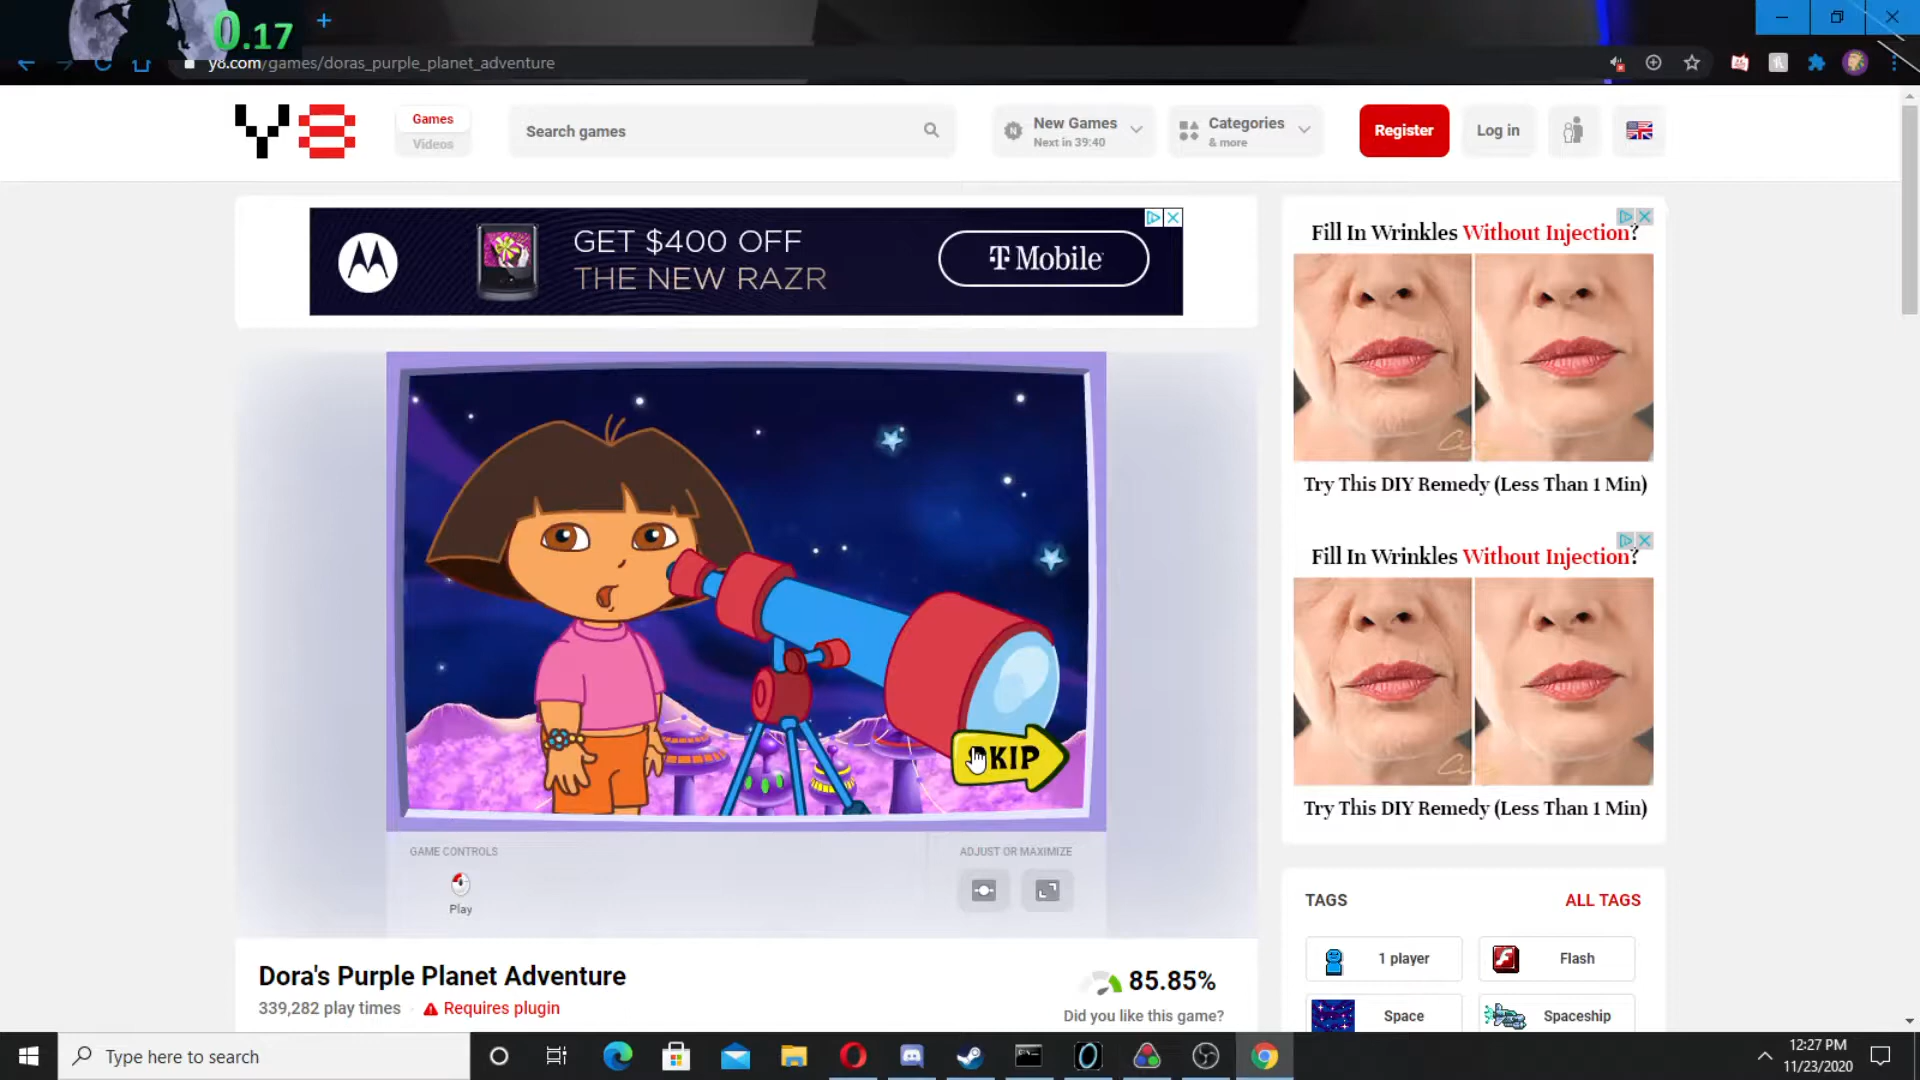 0.17
y8.com/games/doras_purple_planet_adventure
Y8
Games
Videos
Search games
New Games
Next in 39:40
Categories
& more
Register
Log in
GET $400 OFF
THE NEW RAZR
T Mobile
Fill In Wrinkles Without Injection?
Try This DIY Remedy (Less Than 1 Min)
Fill In Wrinkles Without Injection?
Try This DIY Remedy (Less Than 1 Min)
SKIP
GAME CONTROLS
Play
ADJUST OR MAXIMIZE
Dora's Purple Planet Adventure
339,282 play times · Requires plugin
85.85%
Did you like this game?
TAGS
ALL TAGS
1 player
Flash
Space
Spaceship
Type here to search
12:27 PM
11/23/2020